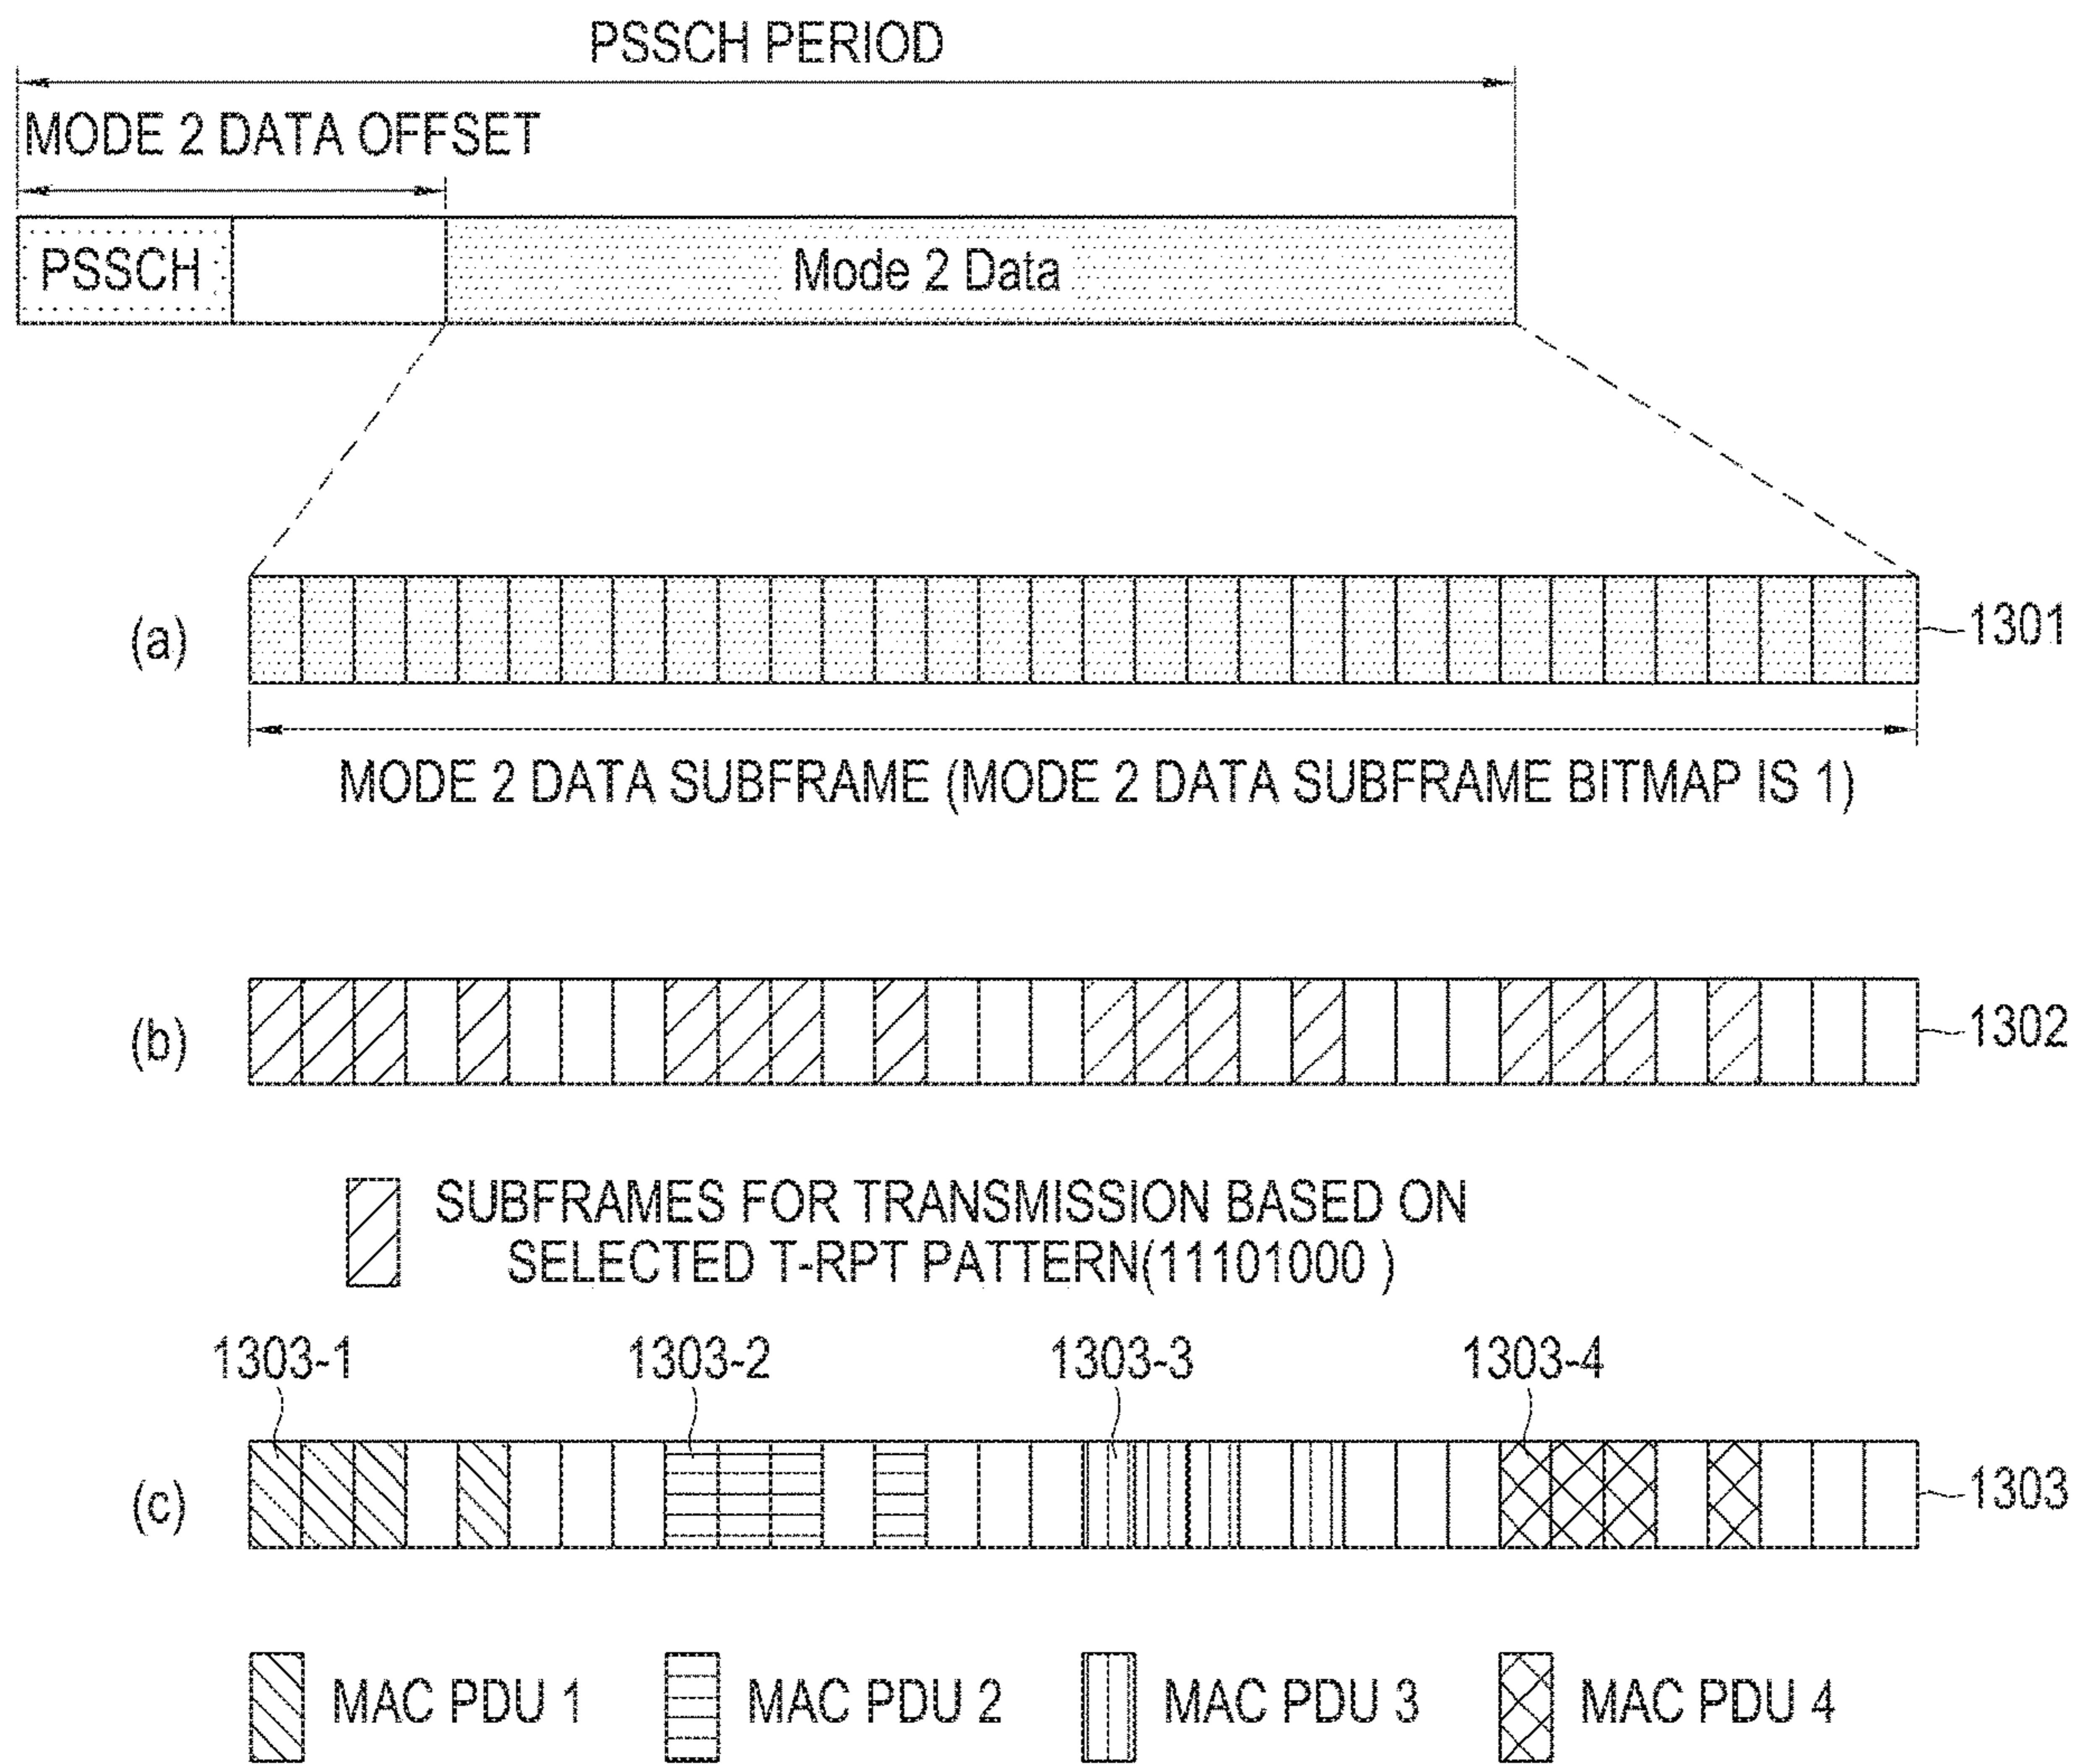 PSSCH PERIOD
MODE 2 DATA OFFSET
PSSCH
Mode 2 Data
(a)
1301
MODE 2 DATA SUBFRAME (MODE 2 DATA SUBFRAME BITMAP IS 1)
(b)
1302
SUBFRAMES FOR TRANSMISSION BASED ON
SELECTED T-RPT PATTERN(11101000 )
1303-1
1303-2
1303-3
1303-4
(c)
1303
MAC PDU 1
MAC PDU 2
MAC PDU 3
MAC PDU 4